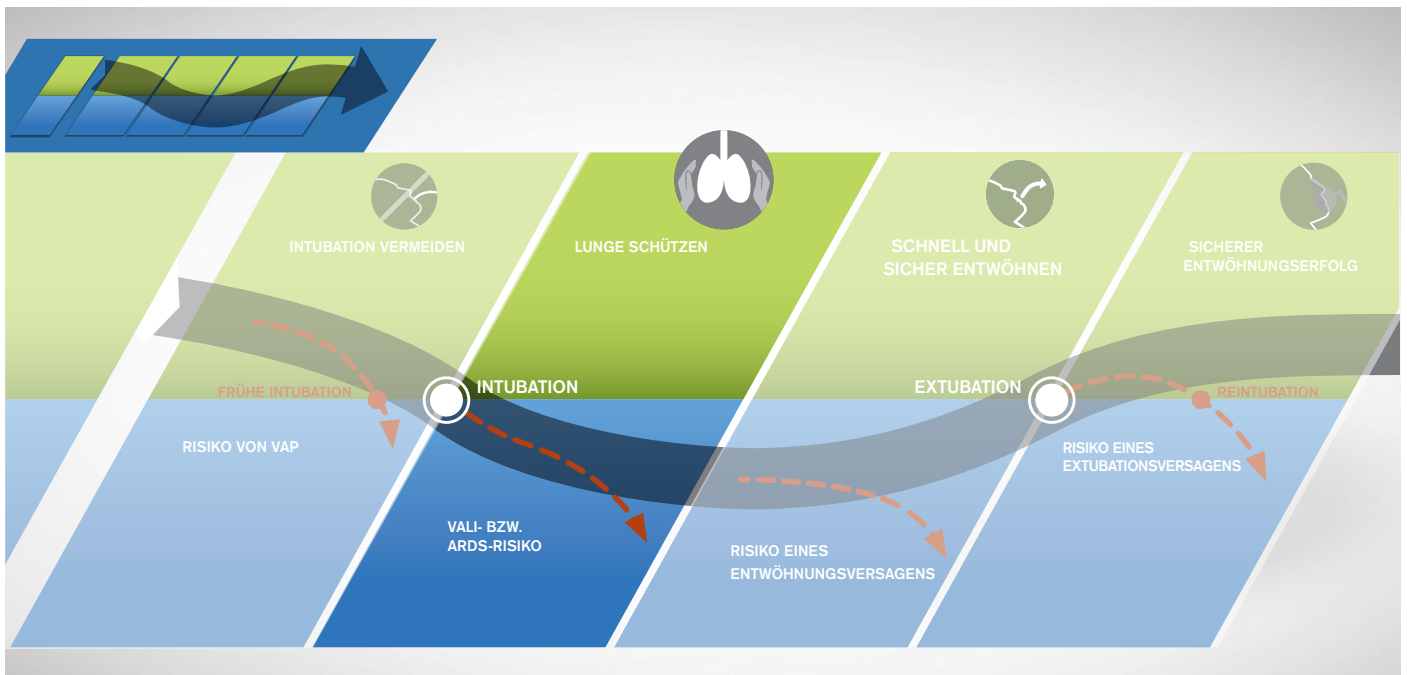 INTUBATION VERMEIDEN
LUNGE SCHÜTZEN
SCHNELL UND
SICHER ENTWÖHNEN
SICHERER
ENTWÖHNUNGSERFOLG
FRÜHE INTUBATION
INTUBATION
EXTUBATION
REINTUBATION
RISIKO VON VAP
RISIKO EINES
EXTUBATIONSVERSAGENS
VALI- BZW.
ARDS-RISIKO
RISIKO EINES
ENTWÖHNUNGSVERSAGENS